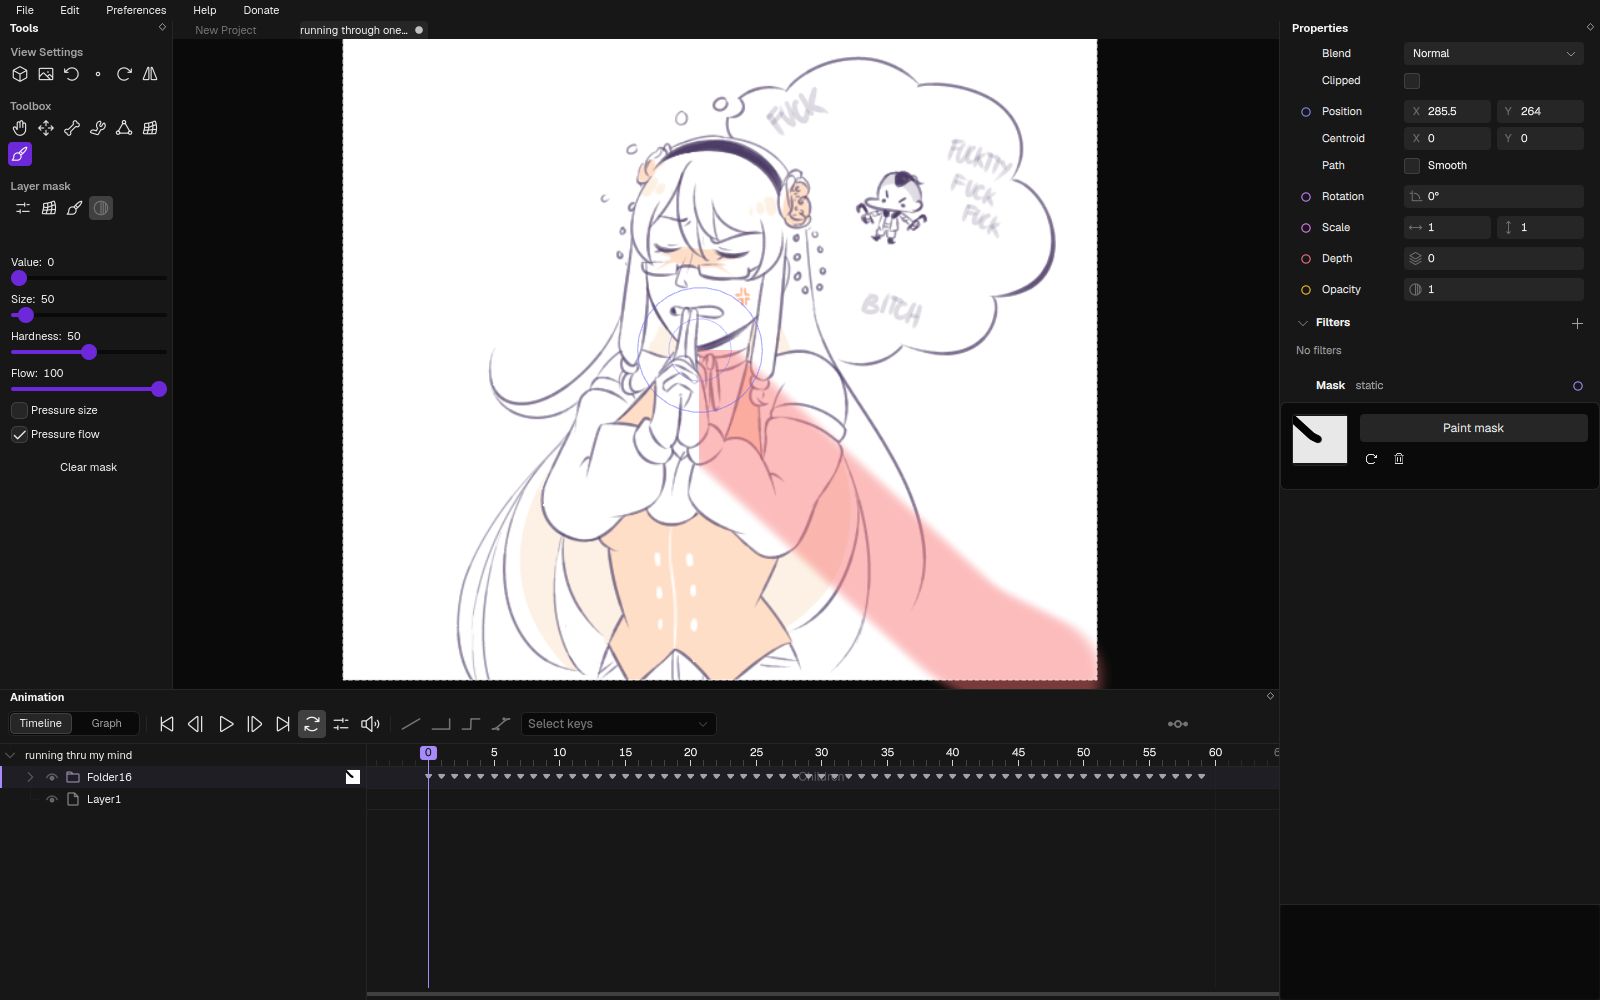 File Edit Preferences Help Donate
Tools
New Project running through one...
Properties
View Settings
Toolbox
Layer mask
Value: 0
Size: 50
Hardness: 50
Flow: 100
Pressure size
Pressure flow
Clear mask
FUCK
FUCKITY
FUCK
FUCK
BITCH
Blend Normal
Clipped
Position X 285.5 Y 264
Centroid X 0 Y 0
Path Smooth
Rotation 0°
Scale 1 1
Depth 0
Opacity 1
Filters
No filters
Mask static
Paint mask
Animation
Timeline Graph Select keys
running thru my mind 0 5 10 15 20 25 30 35 40 45 50 55 60
Folder16 Children
Layer1